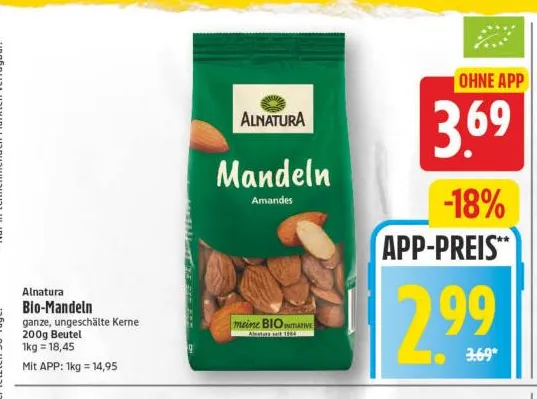 OHNE APP
3.69
-18%
APP-PREIS**
2.99
3.69*
ALNATURA
Mandeln
Amandes
meine BIO INITIATIVE
Alnatura seit 1984
Alnatura
Bio-Mandeln
ganze, ungeschälte Kerne
200g Beutel
1kg = 18,45
Mit APP: 1kg = 14,95